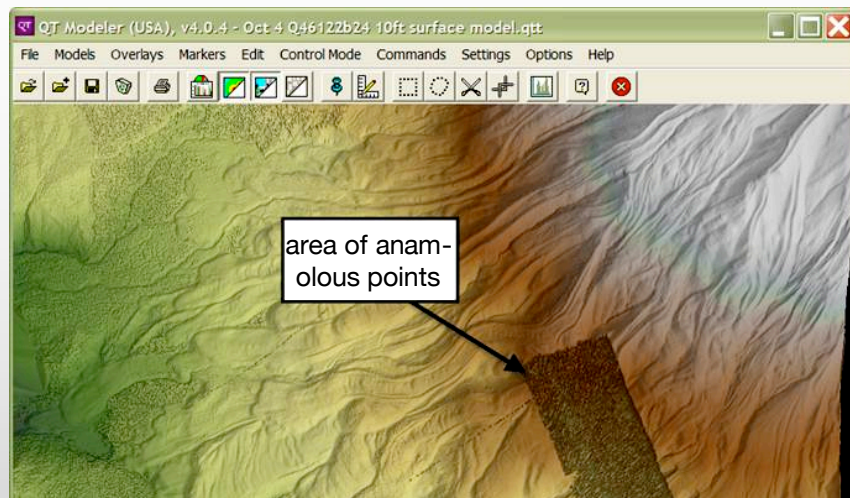 QT QT Modeler (USA), v4.0.4 - Oct 4 Q46122b24 10ft surface model.qtt
File Models Overlays Markers Edit Control Mode Commands Settings Options Help
area of anam-
olous points